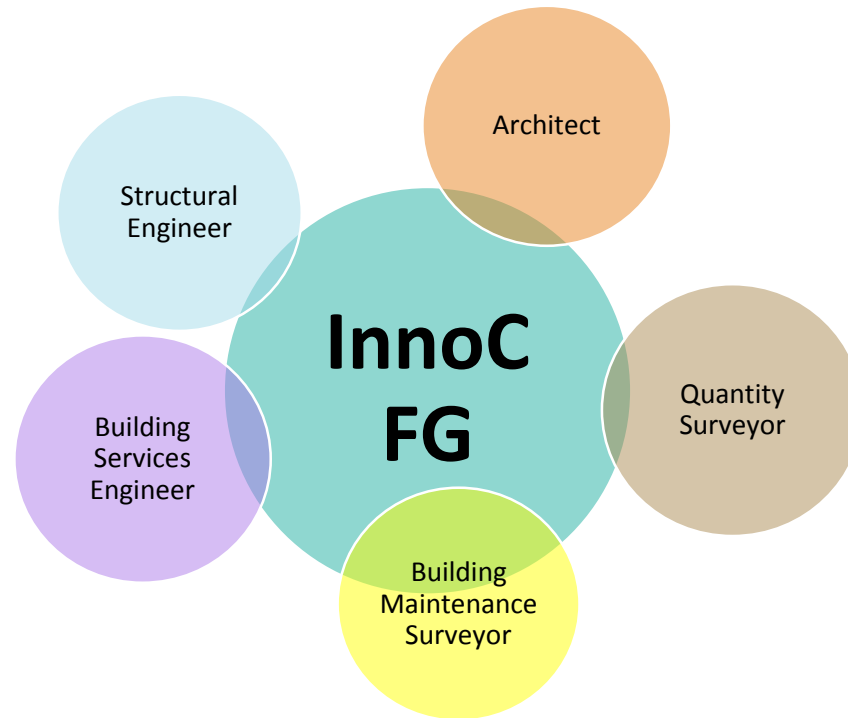 Architect
Structural
Engineer
InnoC
FG
Quantity
Surveyor
Building
Services
Engineer
Building
Maintenance
Surveyor